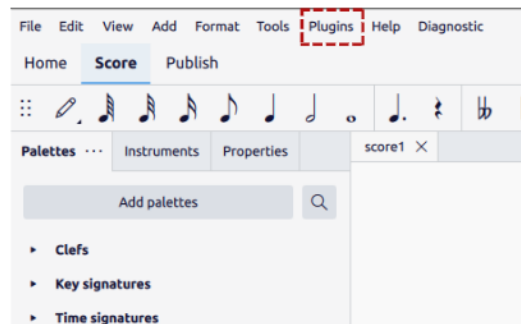 File Edit View Add Format Tools Plugins Help Diagnostic
Home Score Publish
Palettes ··· Instruments Properties score1 ×
Add palettes
Clefs
Key signatures
Time signatures